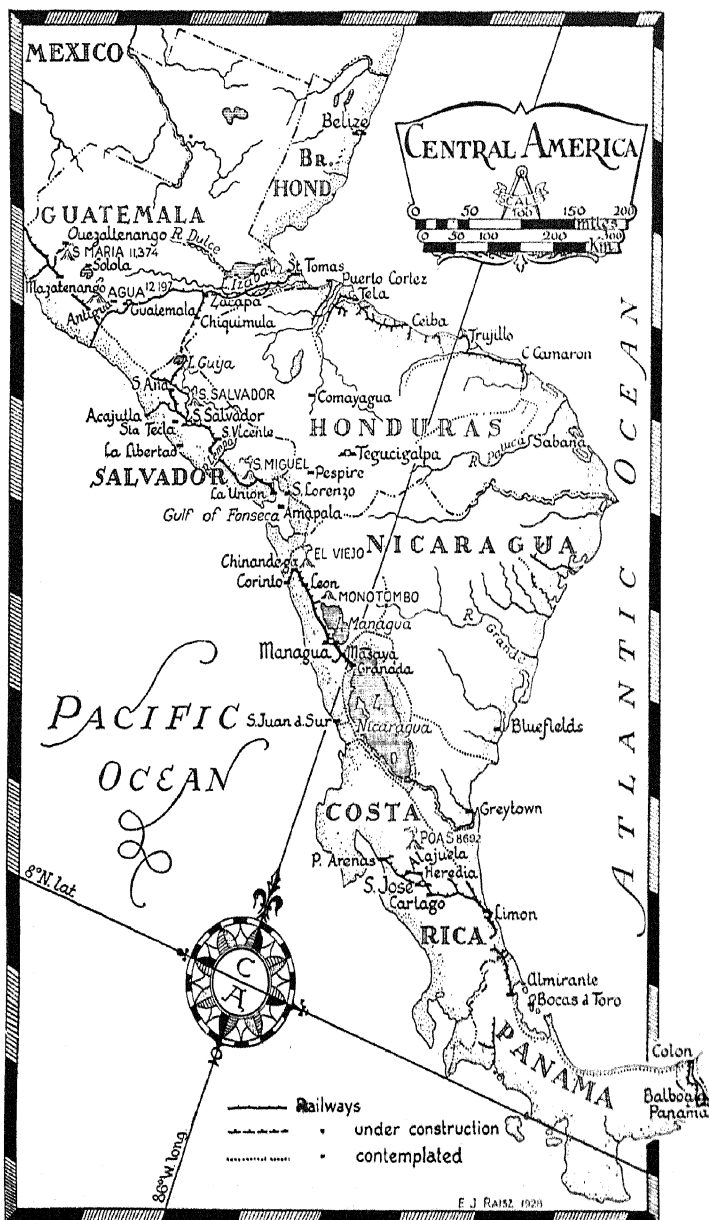 MEXICO
Belize
BR. HOND.
CENTRAL AMERICA
SCALE
TOO
0 50 100 150 200
miles
0 50 100 200 300
km.
GUATEMALA
Quezaltenango
R. Dulce
S MARIA 11,374
Solola
Mazatenango
AGUA 12 197
Antigua
Guatemala
L. Izabal
St. Tomas
Zacapa
Chiquimula
Puerto Cortez
Tela
Ceiba
Trujillo
C. Camaron
L. Guija
S. Ana
S. SALVADOR
Acajutla
S. Salvador
Sta Tecla
S. Vicente
La Libertad
R. Lempa
SALVADOR
S. MIGUEL
La Union
Pespire
S. Lorenzo
Amapala
Gulf of Fonseca
Comayagua
HONDURAS
Tegucigalpa
R. Patuca
Sabana
NICARAGUA
EL VIEJO
Chinandega
Corinto
Leon
MONOTOMBO
L. Managua
Managua
Masaya
Granada
R. Grande
L. Nicaragua
S. Juan d. Sur
Bluefields
PACIFIC
OCEAN
ATLANTIC OCEAN
COSTA
Greytown
POAS 8692
P. Arenas
Lajuela
Heredia
S. José
Cartago
Limon
RICA
Almirante
Bocas d Toro
PANAMA
Colon
Balboa
Panama
8° N. lat.
C A
86° W. long.
Railways
" under construction
" contemplated
E J RAISZ 1928